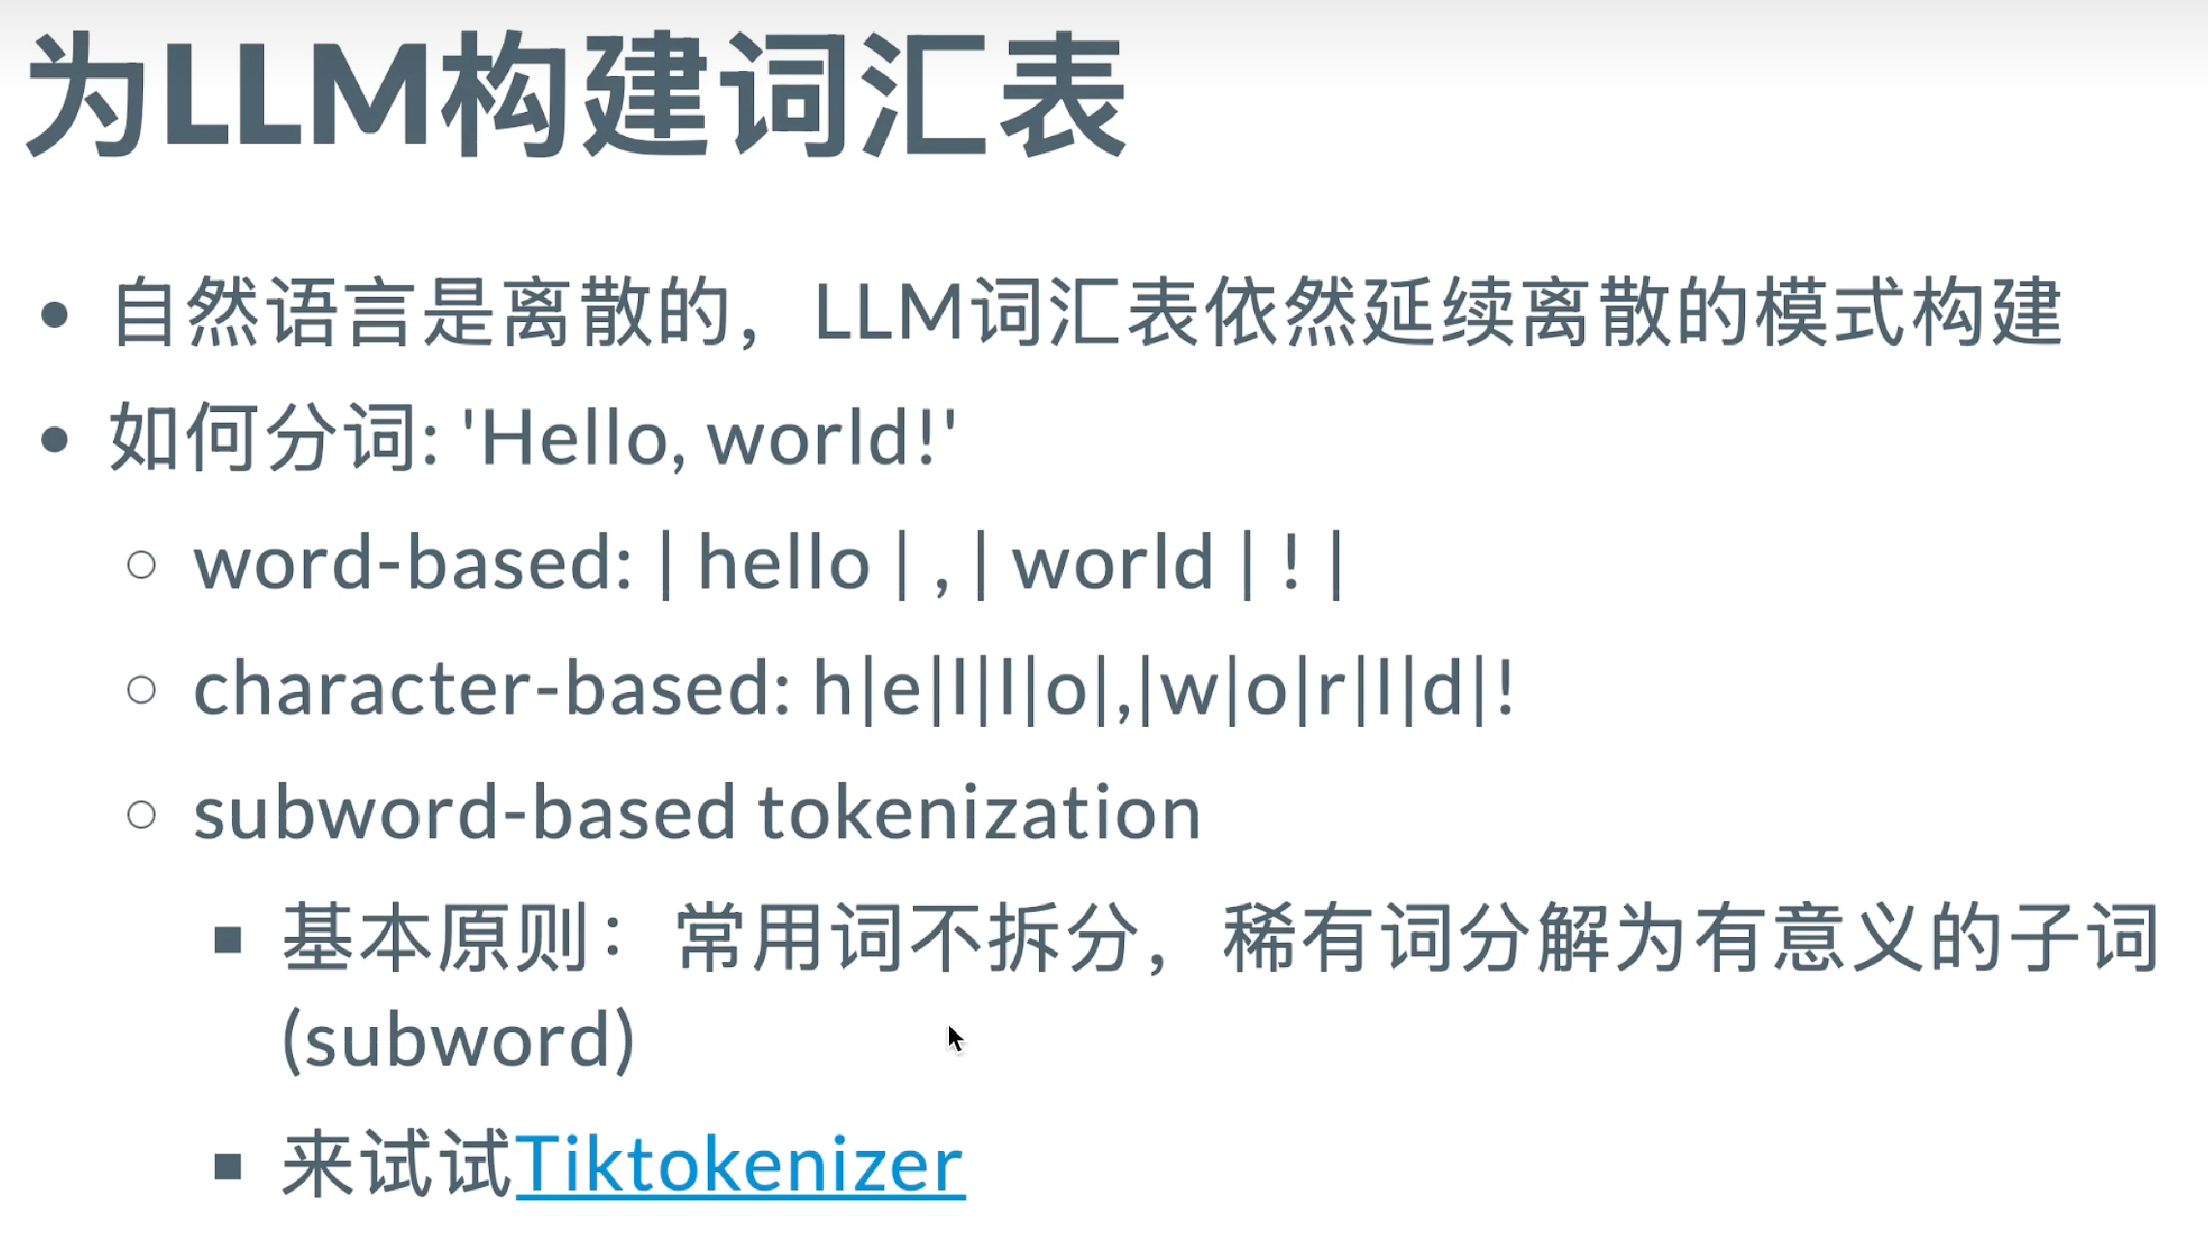 为LLM构建词汇表
• 自然语言是离散的，LLM词汇表依然延续离散的模式构建
• 如何分词: 'Hello, world!'
○ word-based: | hello | , | world | ! |
○ character-based: h|e|l|l|o|,|w|o|r|l|d|!
○ subword-based tokenization
▪ 基本原则：常用词不拆分，稀有词分解为有意义的子词
(subword)
▪ 来试试Tiktokenizer